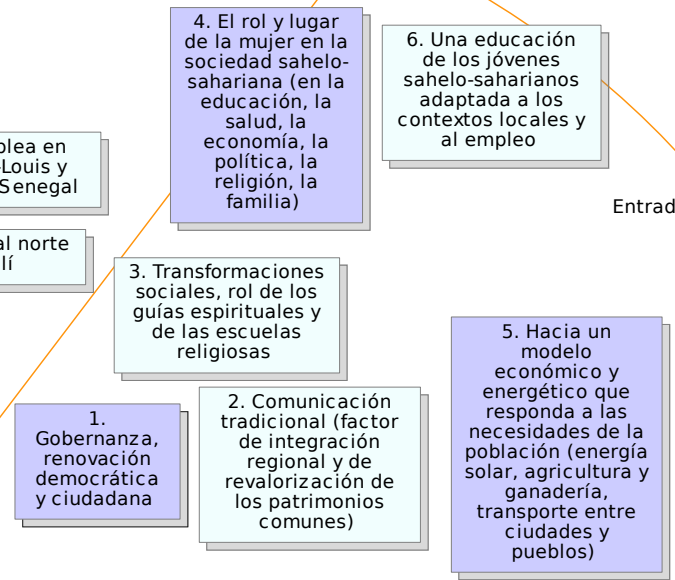 4. El rol y lugar
de la mujer en la
sociedad sahelo-
sahariana (en la
educación, la
salud, la
economía, la
política, la
religión, la
familia)
6. Una educación
de los jóvenes
sahelo-saharianos
adaptada a los
contextos locales y
al empleo
en
Louis y
Senegal
Entrad
al norte
3. Transformaciones
sociales, rol de los
guías espirituales y
de las escuelas
religiosas
5. Hacia un
modelo
económico y
energético que
responda a las
necesidades de la
población (energía
solar, agricultura y
ganadería,
transporte entre
ciudades y
pueblos)
1.
Gobernanza,
renovación
democrática
y ciudadana
2. Comunicación
tradicional (factor
de integración
regional y de
revalorización de
los patrimonios
comunes)